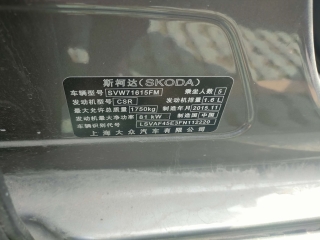 斯柯达(SKODA)
车辆型号 SVW71615FM 乘坐人数 5
发动机型号 CSR 发动机排量 1.6 L
最大允许总质量 1750kg 制造年月 2015.11
发动机最大净功率 81 kW 制造国 中国
车辆识别代号 LSVAF45E3FN112220
上海大众汽车有限公司